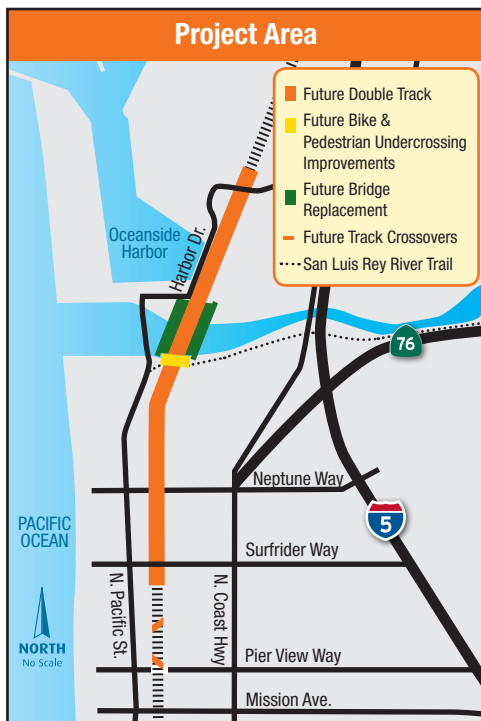 Project Area
Future Double Track
Future Bike &
Pedestrian Undercrossing
Improvements
Future Bridge
Replacement
Future Track Crossovers
San Luis Rey River Trail
Oceanside
Harbor
Harbor Dr.
76
Neptune Way
5
PACIFIC
OCEAN
Surfrider Way
N. Pacific St.
N. Coast Hwy
NORTH
No Scale
Pier View Way
Mission Ave.